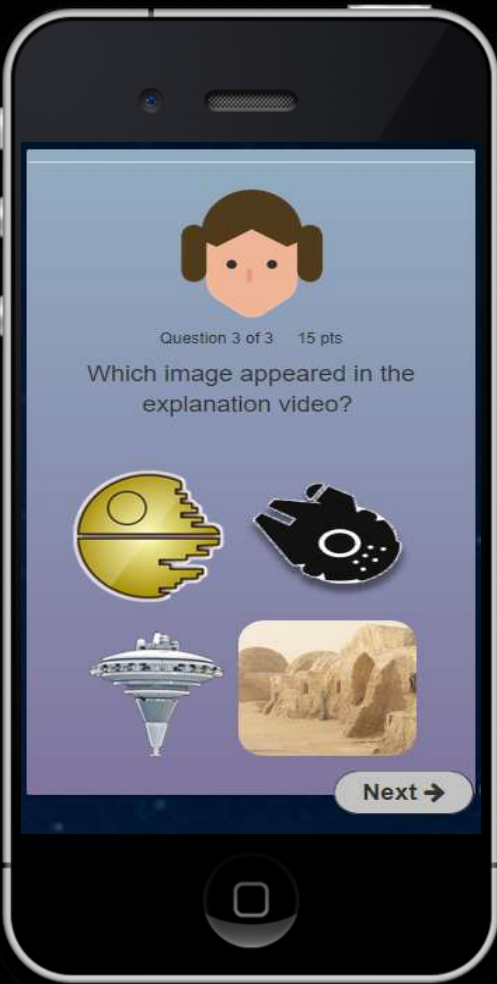 Question 3 of 3 15 pts
Which image appeared in the
explanation video?
Next